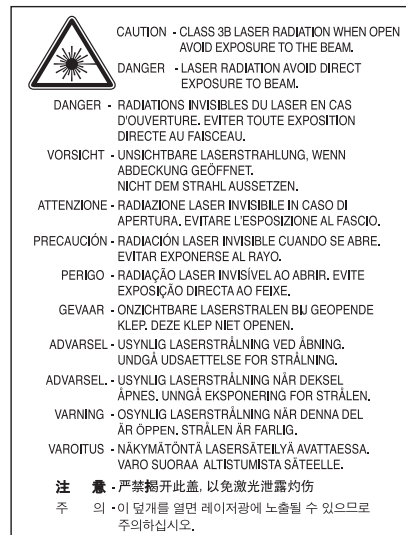 CAUTION - CLASS 3B LASER RADIATION WHEN OPEN
AVOID EXPOSURE TO THE BEAM.
DANGER - LASER RADIATION AVOID DIRECT
EXPOSURE TO BEAM.
DANGER - RADIATIONS INVISIBLES DU LASER EN CAS
D'OUVERTURE. EVITER TOUTE EXPOSITION
DIRECTE AU FAISCEAU.
VORSICHT - UNSICHTBARE LASERSTRAHLUNG, WENN
ABDECKUNG GEÖFFNET.
NICHT DEM STRAHL AUSSETZEN.
ATTENZIONE - RADIAZIONE LASER INVISIBILE IN CASO DI
APERTURA. EVITARE L'ESPOSIZIONE AL FASCIO.
PRECAUCIÓN - RADIACIÓN LASER INVISIBLE CUANDO SE ABRE.
EVITAR EXPONERSE AL RAYO.
PERIGO - RADIAÇÃO LASER INVISÍVEL AO ABRIR. EVITE
EXPOSIÇÃO DIRECTA AO FEIXE.
GEVAAR - ONZICHTBARE LASERSTRALEN BIJ GEOPENDE
KLEP. DEZE KLEP NIET OPENEN.
ADVARSEL - USYNLIG LASERSTRÅLNING VED ÅBNING.
UNDGÅ UDSAETTELSE FOR STRÅLNING.
ADVARSEL. - USYNLIG LASERSTRÅLNING NÅR DEKSEL
ÅPNES. UNNGÅ EKSPONERING FOR STRÅLEN.
VARNING - OSYNLIG LASERSTRÅLNING NÄR DENNA DEL
ÄR ÖPPEN. STRÅLEN ÄR FARLIG.
VAROITUS - NÄKYMÄTÖNTÄ LASERSÄTEILYÄ AVATTAESSA.
VARO SUORAA ALTISTUMISTA SÄTEELLE.
注 意 - 严禁揭开此盖, 以免激光泄露灼伤
주 의 - 이 덮개를 열면 레이저광에 노출될 수 있으므로
주의하십시오.